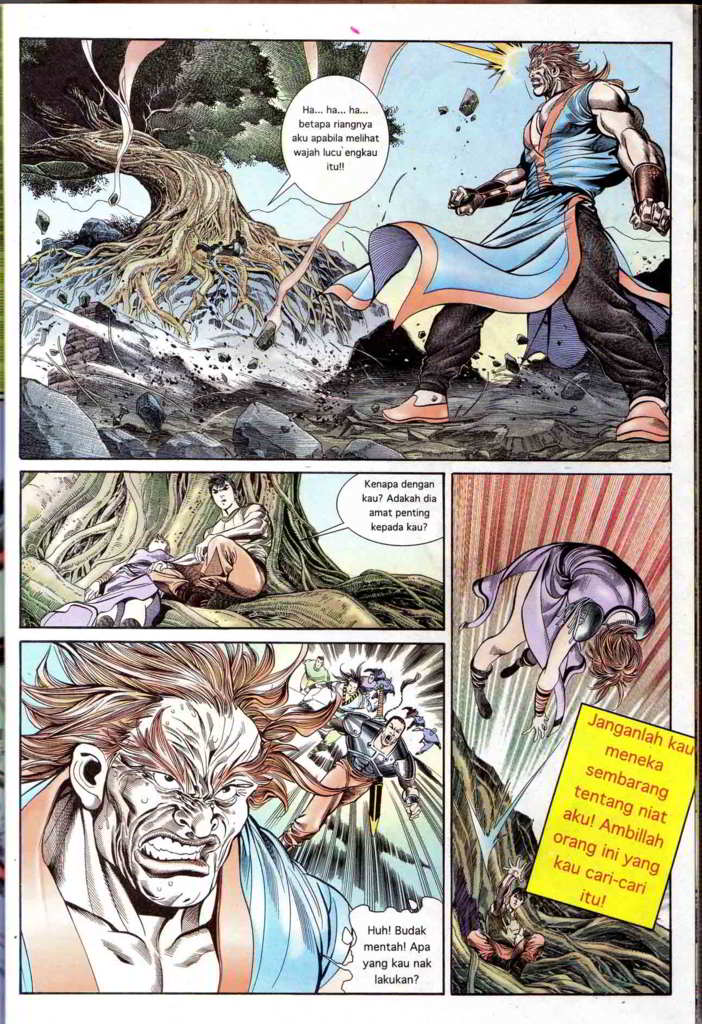 Ha... ha... ha...
betapa riangnya
aku apabila melihat
wajah lucu`engkau
itu!!
Kenapa dengan
kau? Adakah dia
amat penting
kepada kau?
Huh! Budak
mentah! Apa
yang kau nak
lakukan?
Janganlah kau
meneka
sembarang
tentang niat
aku! Ambillah
orang ini yang
kau cari-cari
itu!